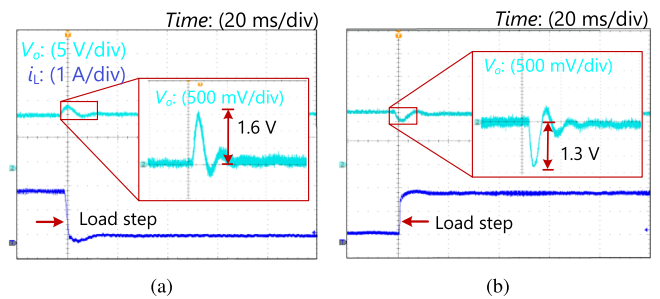 Time: (20 ms/div)
Vo: (5 V/div)
iL: (1 A/div)
Vo: (500 mV/div)
1.6 V
Load step
(a)
Time: (20 ms/div)
Vo: (500 mV/div)
1.3 V
Load step
(b)